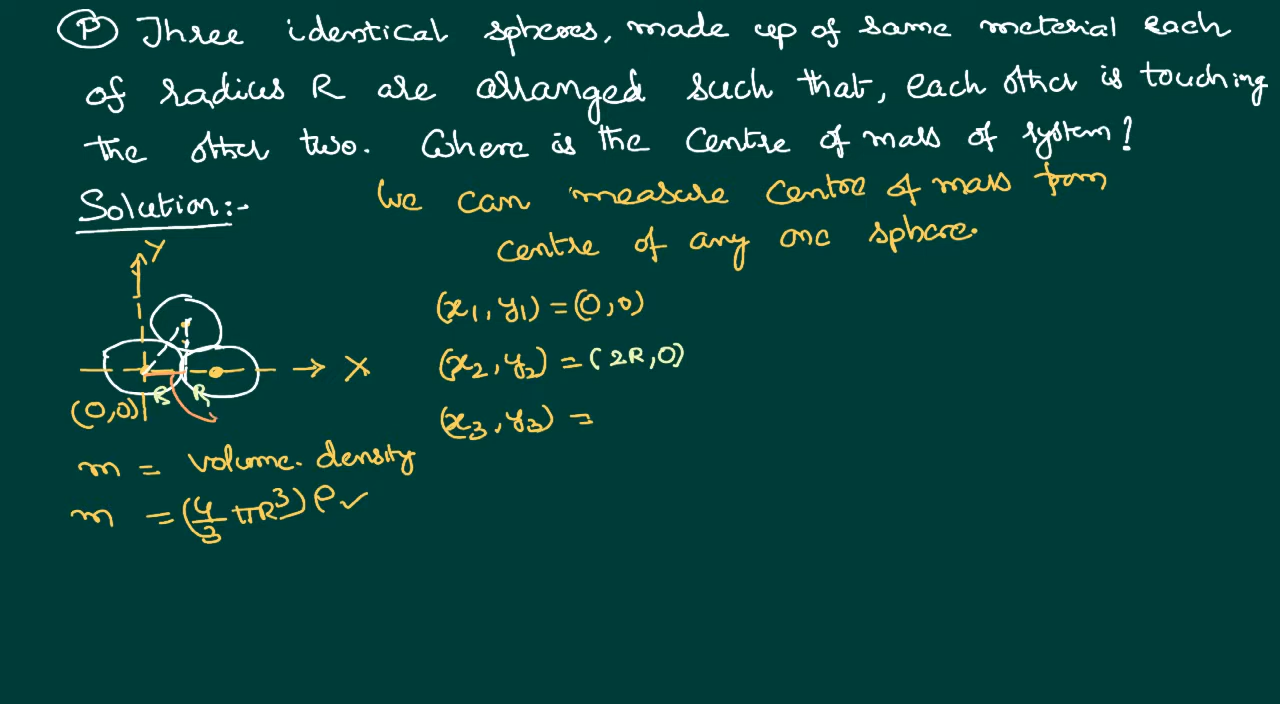 (P) Three identical spheres, made up of same meterial each
of radius R are arranged such that, each other is touching
the other two. Where is the Centre of mass of system?
Solution:-
We can measure Centre of mass from
centre of any one sphere.
Y
(x₁, y₁) = (0, 0)
(x₂, y₂) = (2R, 0)
X
(0,0) R R
(x₃, y₃) =
m = volume. density
m = (4/3 πR³) ρ ✓